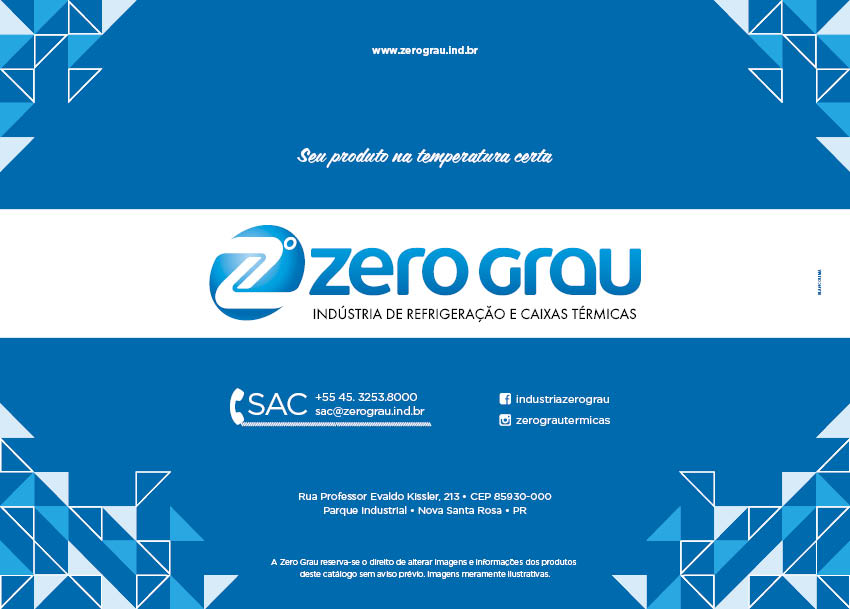 www.zerograu.ind.br
Seu produto na temperatura certa
Z°
zero grau
INDÚSTRIA DE REFRIGERAÇÃO E CAIXAS TÉRMICAS
SAC
+55 45. 3253.8000
sac@zerograu.ind.br
industriazerograu
zerograutermicas
Rua Professor Evaldo Kissler, 213 • CEP 85930-000
Parque Industrial • Nova Santa Rosa • PR
A Zero Grau reserva-se o direito de alterar imagens e informações dos produtos
deste catálogo sem aviso prévio. Imagens meramente ilustrativas.